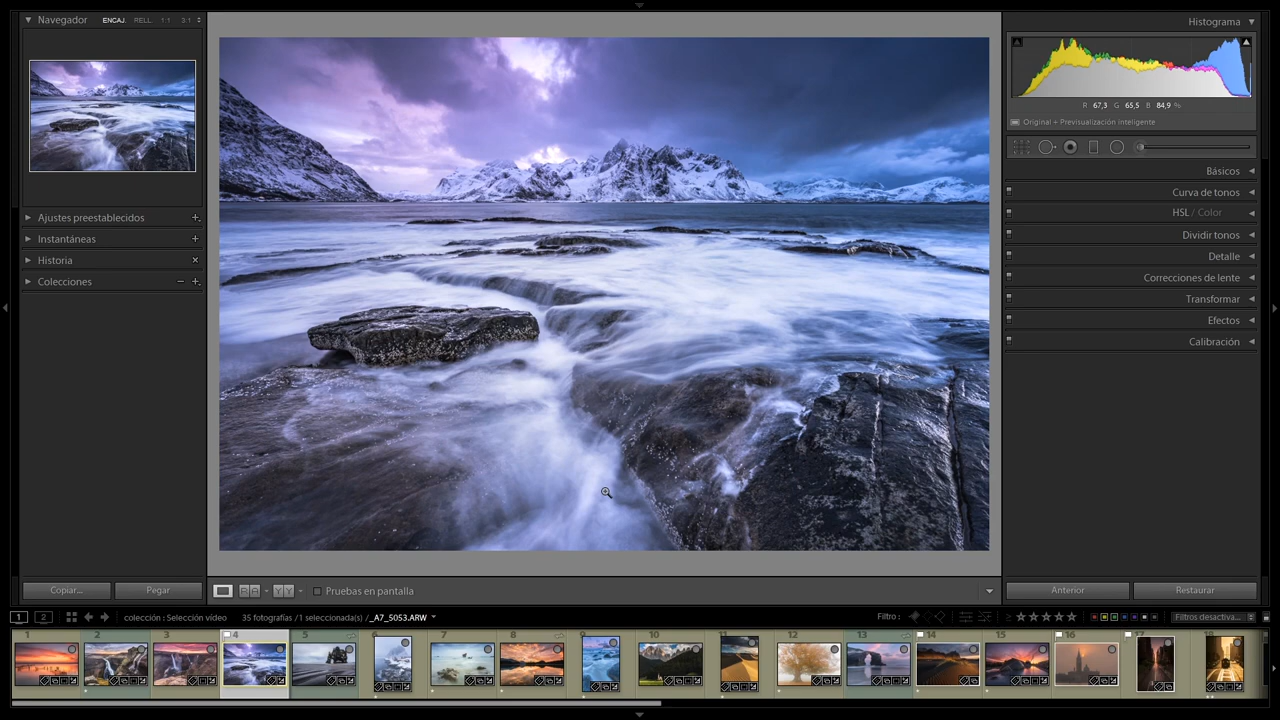 Navegador ENCAJ. RELL. 1:1 3:1
Ajustes preestablecidos
Instantáneas
Historia
Colecciones
Copiar... Pegar
R A Y Y Pruebas en pantalla
Histograma
R 67,3 G 65,5 B 84,9 %
Original + Previsualización inteligente
Básicos
Curva de tonos
HSL / Color
Dividir tonos
Detalle
Correcciones de lente
Transformar
Efectos
Calibración
Anterior Restaurar
1 2 colección : Selección vídeo 35 fotografías /1 seleccionada(s) /_A7_5053.ARW Filtro : Filtros desactiva...
1 2 3 4 5 6 7 8 9 10 11 12 13 14 15 16 17 18